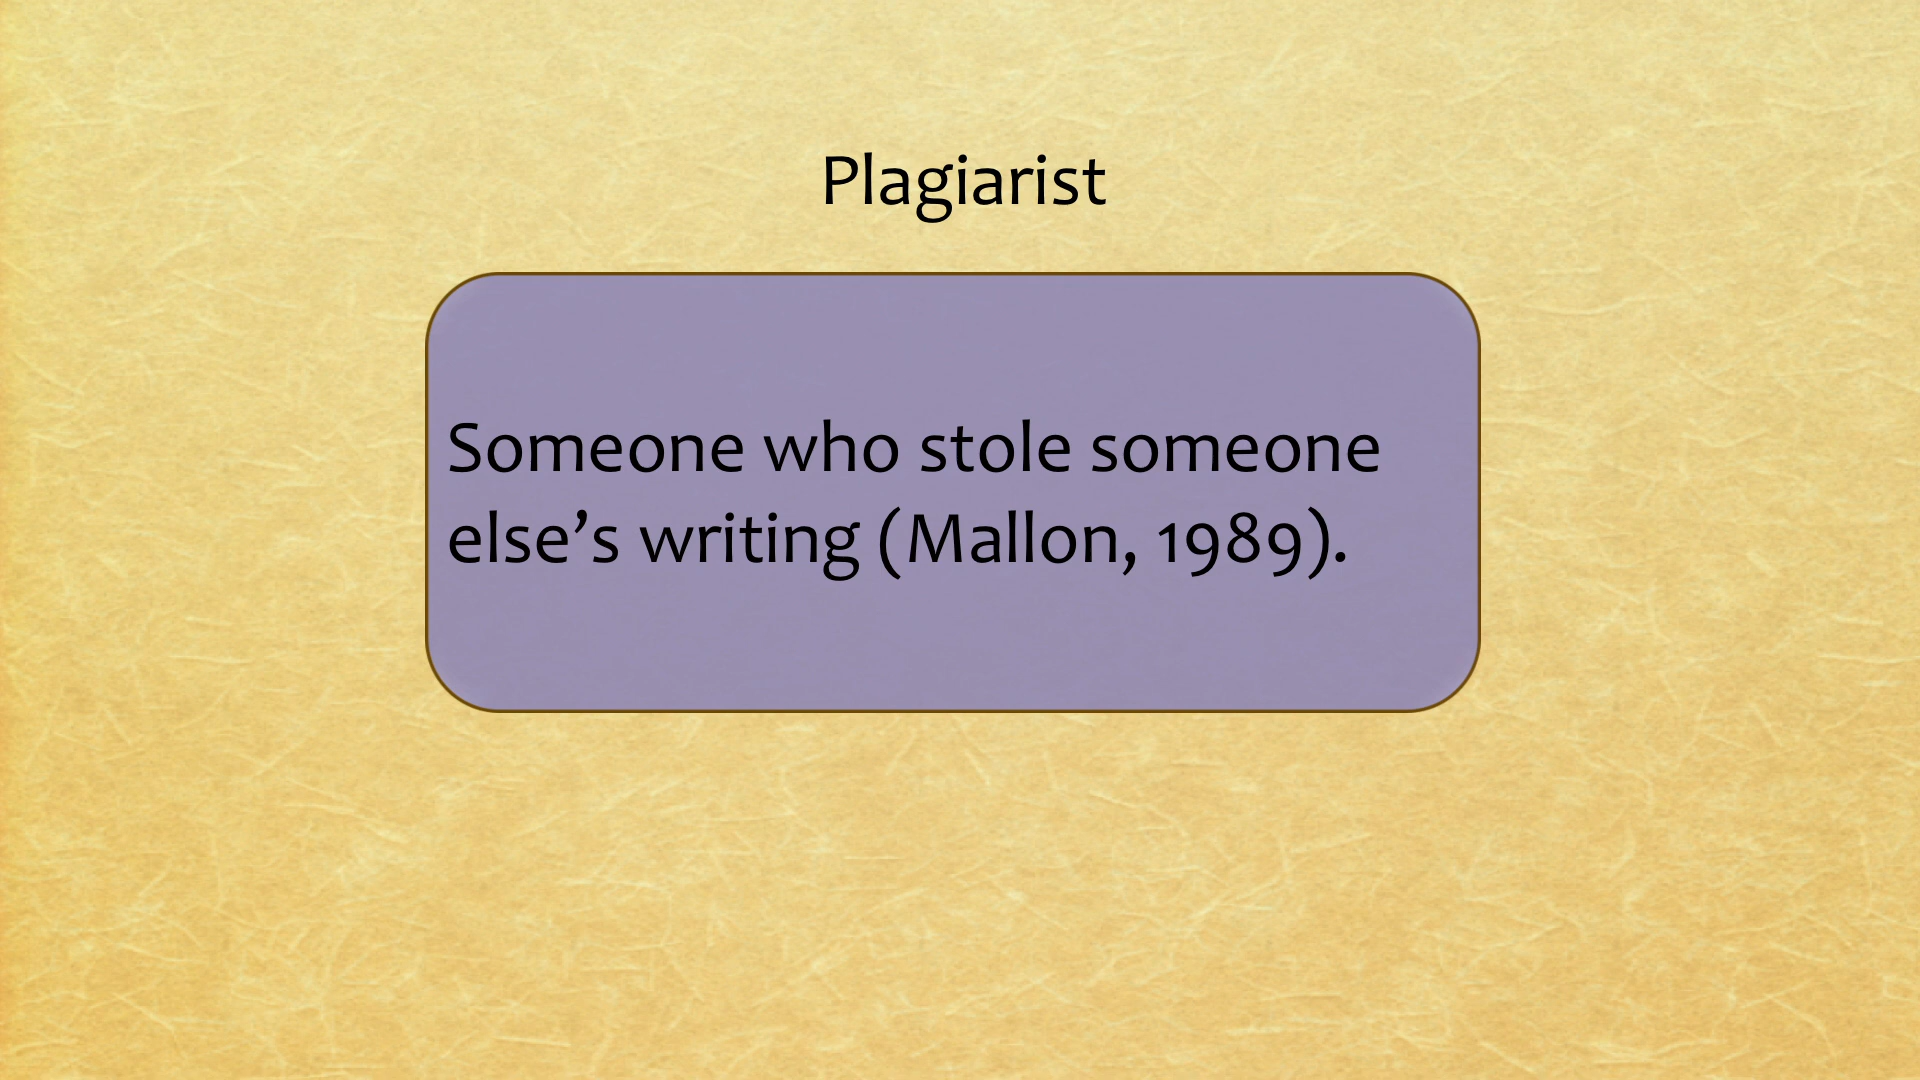 Plagiarist
Someone who stole someone
else’s writing (Mallon, 1989).